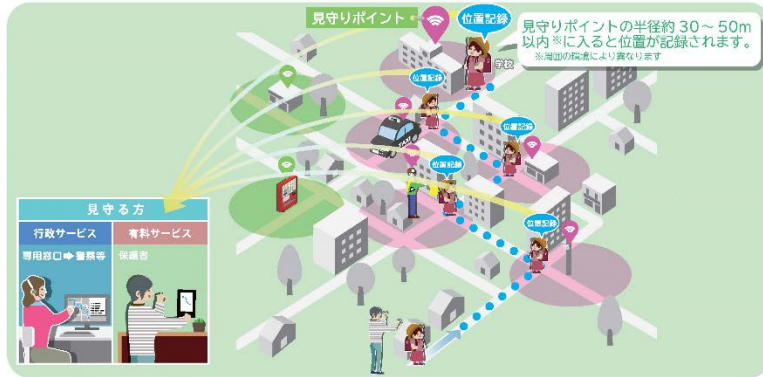 見守りポイント
位置記録
見守りポイントの半径約30～50m
以内※に入ると位置が記録されます。
※周囲の環境により異なります
学校
位置記録
位置記録
TAXI
位置記録
位置記録
見守る方
行政サービス
有料サービス
専用窓口➡警察等
保護者